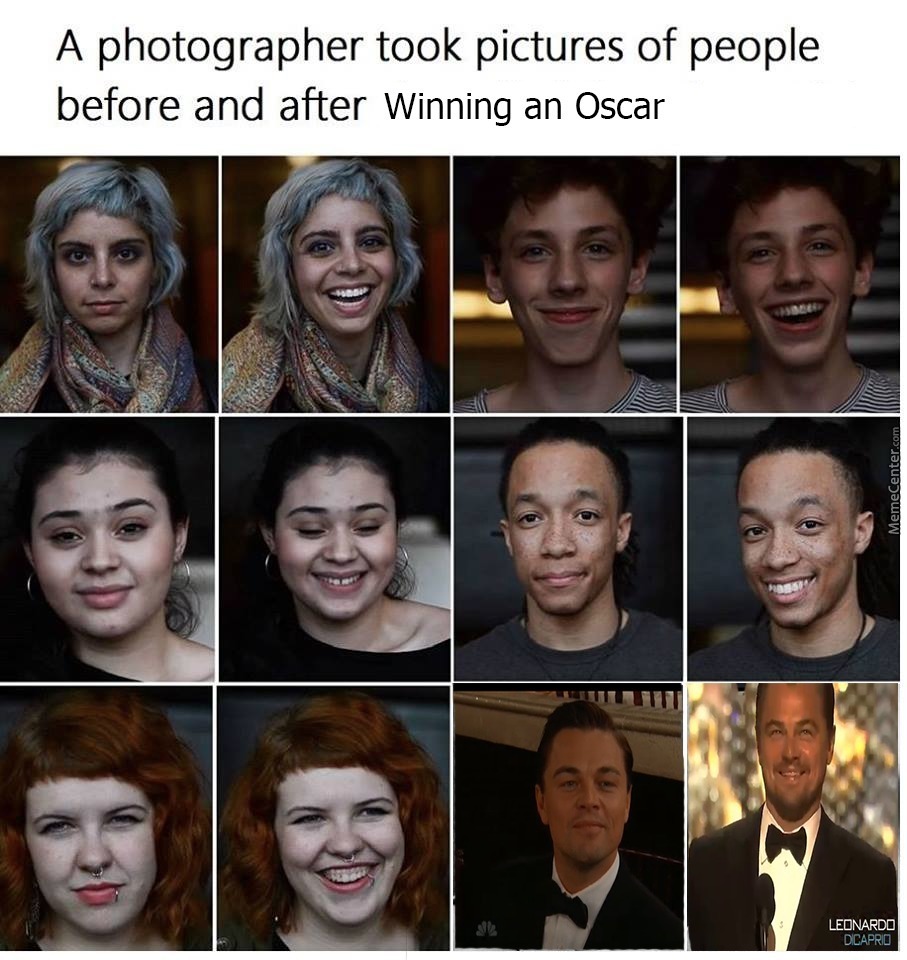 A photographer took pictures of people
before and after Winning an Oscar
MemeCenter.com
LEONARDO
DICAPRIO